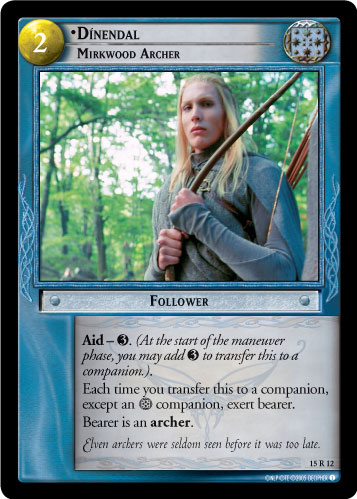 2
•Dínendal
Mirkwood Archer
Follower
Aid – 3. (At the start of the maneuver
phase, you may add 3 to transfer this to a
companion.).
Each time you transfer this to a companion,
except an companion, exert bearer.
Bearer is an archer.
Elven archers were seldom seen before it was too late.
15 R 12